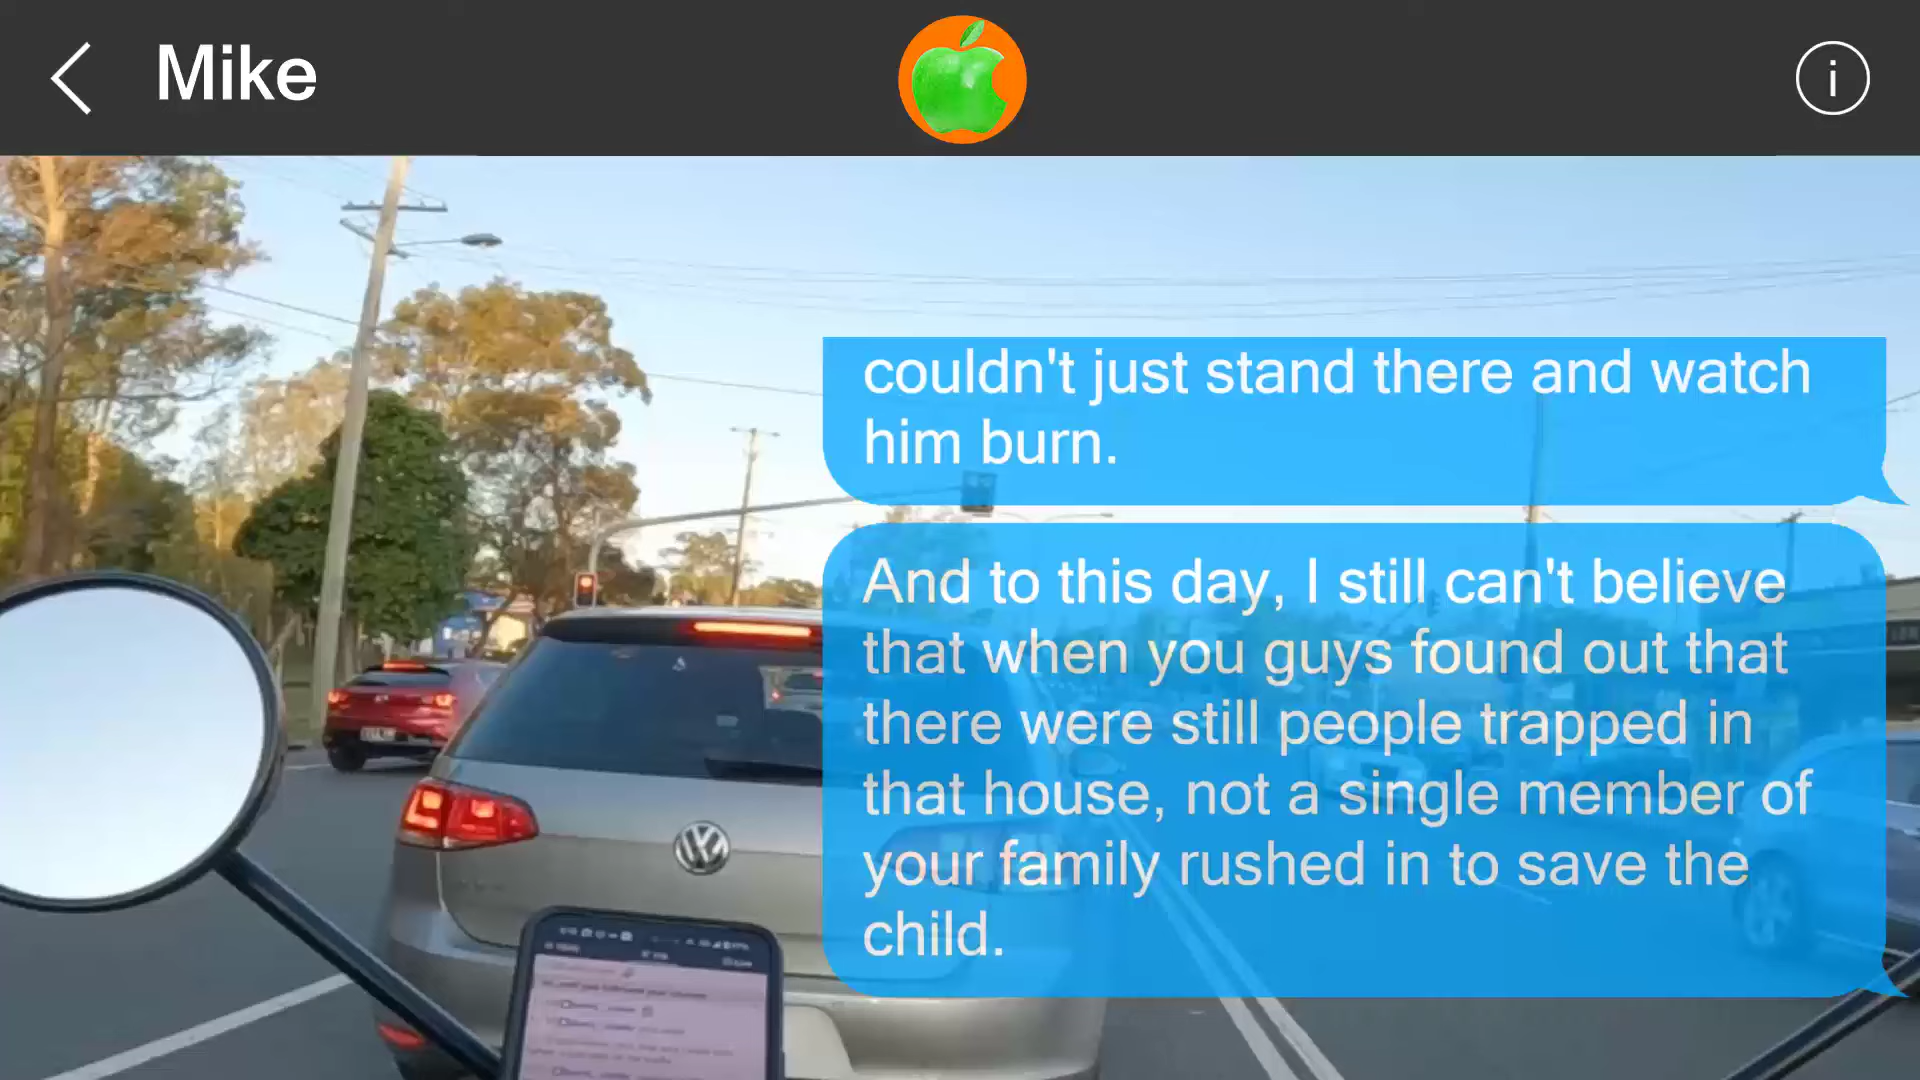 Mike
couldn't just stand there and watch
him burn.
And to this day, I still can't believe
that when you guys found out that
there were still people trapped in
that house, not a single member of
your family rushed in to save the
child.